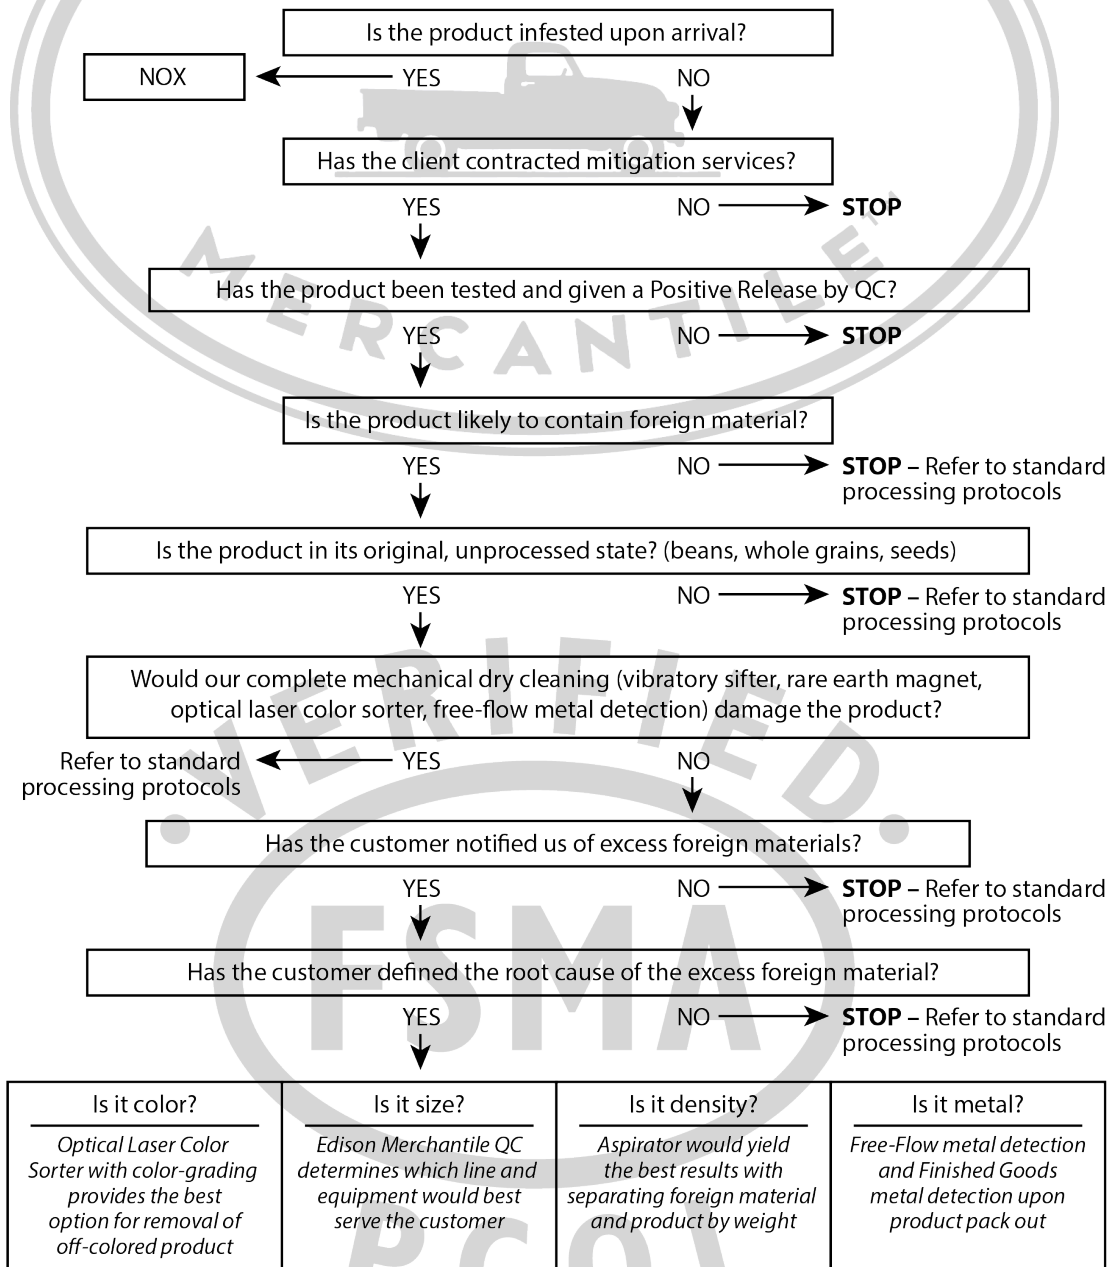 Is the product infested upon arrival?
NOX
YES
NO
Has the client contracted mitigation services?
YES
NO
STOP
MERCANTILE™
Has the product been tested and given a Positive Release by QC?
YES
NO
STOP
Is the product likely to contain foreign material?
YES
NO
STOP – Refer to standard
processing protocols
Is the product in its original, unprocessed state? (beans, whole grains, seeds)
YES
NO
STOP – Refer to standard
processing protocols
VERIFIED
Would our complete mechanical dry cleaning (vibratory sifter, rare earth magnet,
optical laser color sorter, free-flow metal detection) damage the product?
Refer to standard
processing protocols
YES
NO
Has the customer notified us of excess foreign materials?
YES
NO
STOP – Refer to standard
processing protocols
FSMA
Has the customer defined the root cause of the excess foreign material?
YES
NO
STOP – Refer to standard
processing protocols
Is it color?
Optical Laser Color
Sorter with color-grading
provides the best
option for removal of
off-colored product
Is it size?
Edison Merchantile QC
determines which line and
equipment would best
serve the customer
Is it density?
Aspirator would yield
the best results with
separating foreign material
and product by weight
Is it metal?
Free-Flow metal detection
and Finished Goods
metal detection upon
product pack out
PCQI